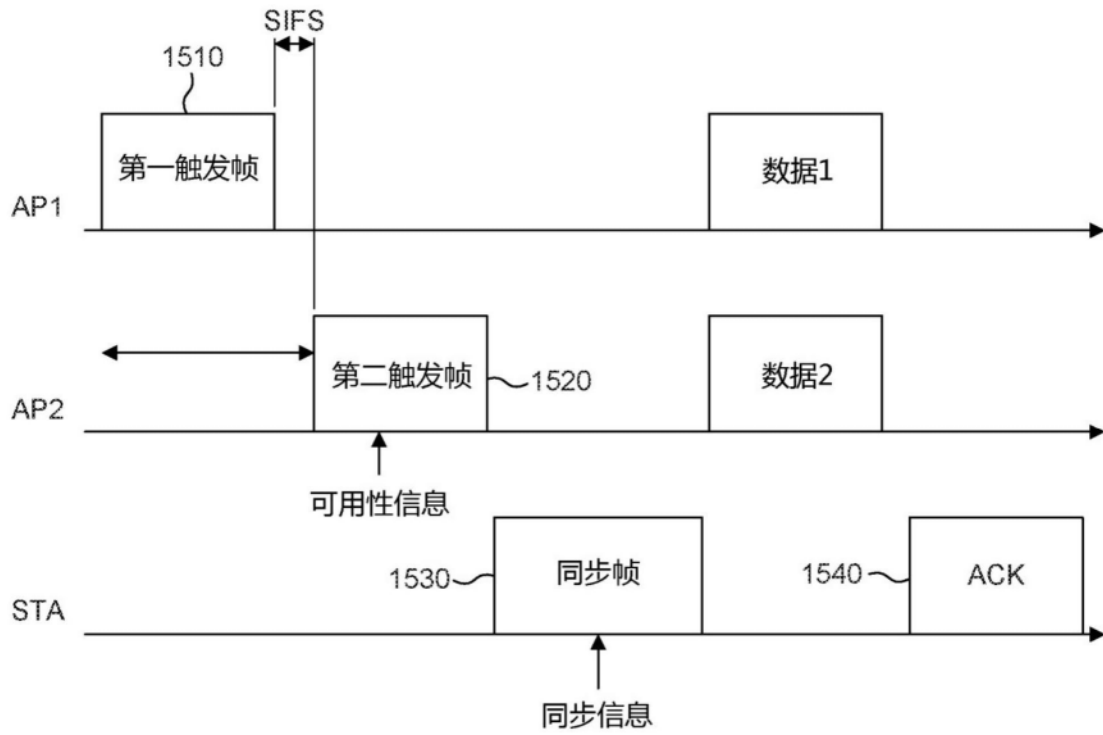 SIFS
1510
第一触发帧
数据1
AP1
第二触发帧
1520
数据2
AP2
可用性信息
1530
同步帧
1540
ACK
STA
同步信息